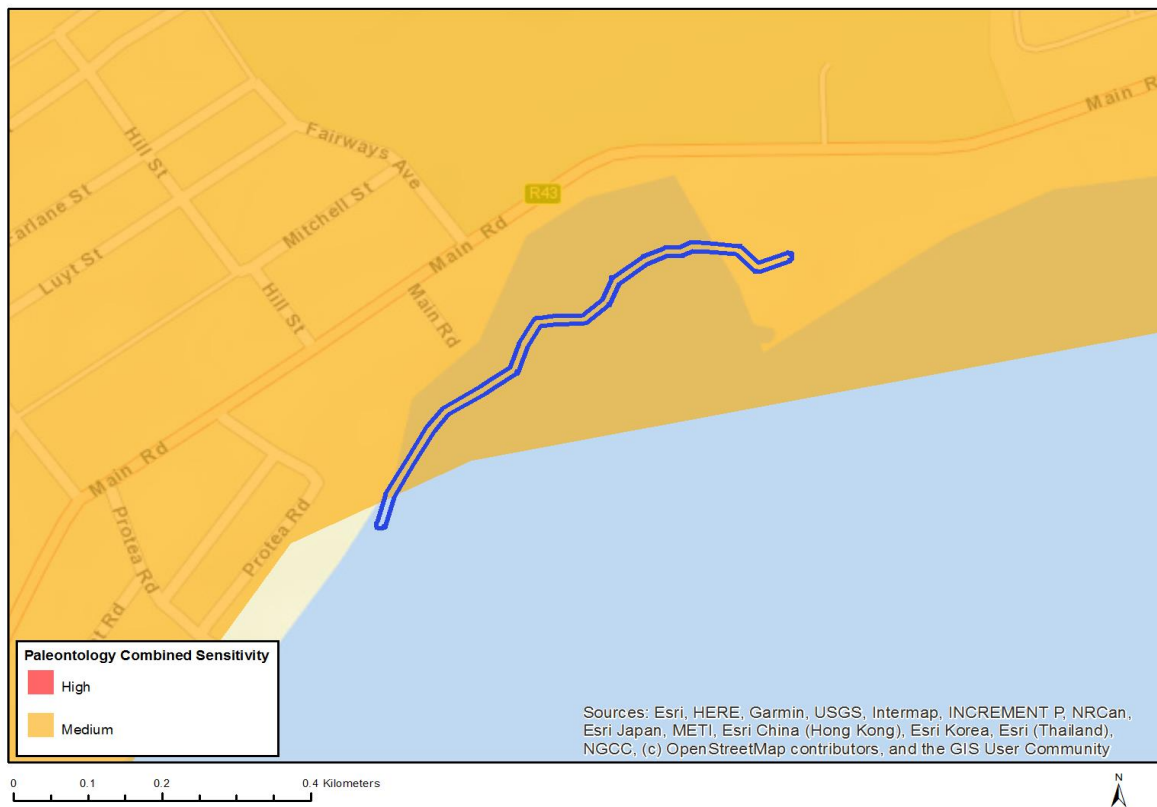 Main R
Hill St
Fairways Ave
R43
Farlane St
Mitchell St
Main Rd
Luyt St
Main Rd
Hill St
Main Rd
Protea Rd
Protea Rd
st Rd
Paleontology Combined Sensitivity
High
Medium
Sources: Esri, HERE, Garmin, USGS, Intermap, INCREMENT P, NRCan,
Esri Japan, METI, Esri China (Hong Kong), Esri Korea, Esri (Thailand),
NGCC, (c) OpenStreetMap contributors, and the GIS User Community
0 0.1 0.2 0.4 Kilometers
N